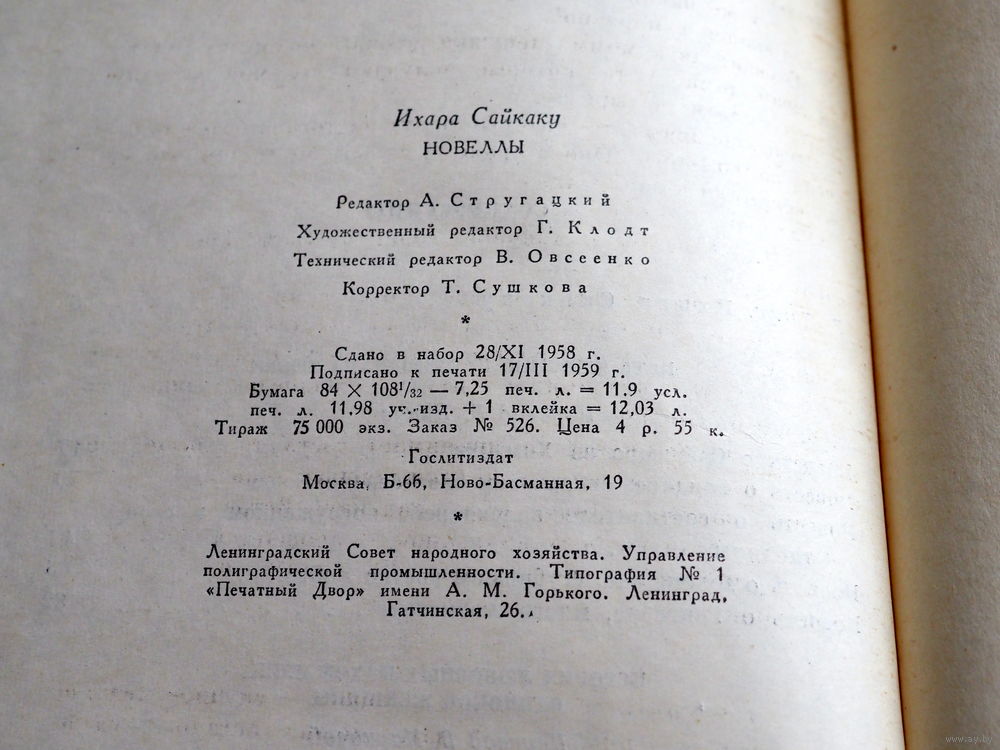 Ихара Сайкаку
НОВЕЛЛЫ
Редактор А. Стругацкий
Художественный редактор Г. Клодт
Технический редактор В. Овсеенко
Корректор Т. Сушкова
*
Сдано в набор 28/XI 1958 г.
Подписано к печати 17/III 1959 г.
Бумага 84 × 108¹/₃₂ — 7,25 печ. л. = 11,9 усл.
печ. л. 11,98 уч.-изд. + 1 вклейка = 12,03 л.
Тираж 75 000 экз. Заказ № 526. Цена 4 р. 55 к.
Гослитиздат
Москва, Б-66, Ново-Басманная, 19
*
Ленинградский Совет народного хозяйства. Управление
полиграфической промышленности. Типография № 1
«Печатный Двор» имени А. М. Горького. Ленинград,
Гатчинская, 26.
www.ay.by